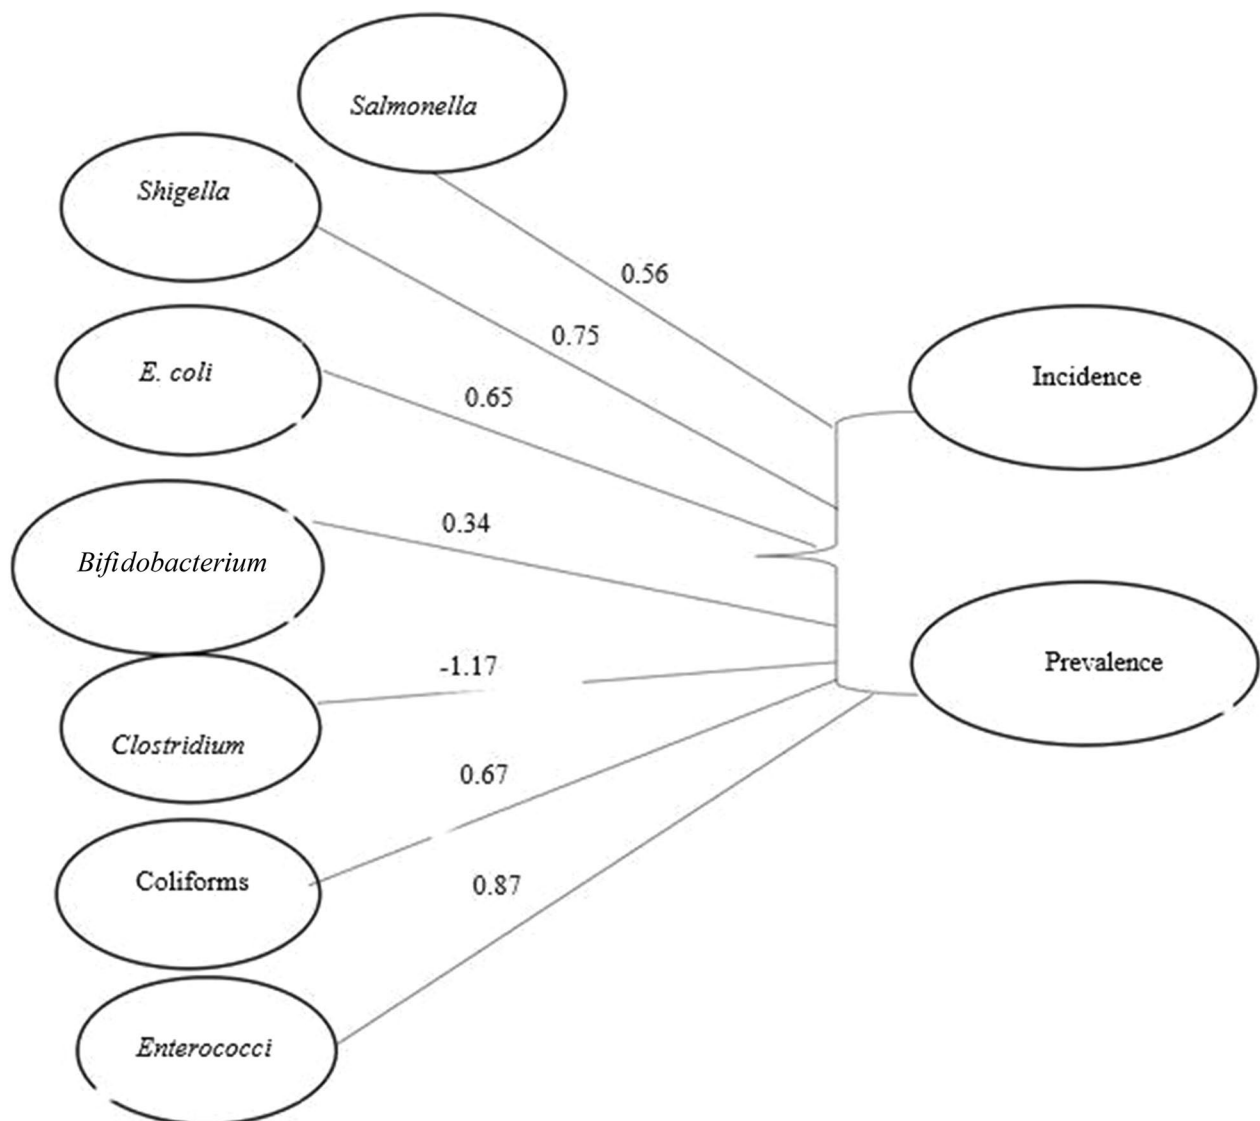 Salmonella
Shigella
0.56
0.75
E. coli
0.65
Incidence
Bifidobacterium
0.34
Prevalence
-1.17
Clostridium
0.67
Coliforms
0.87
Enterococci